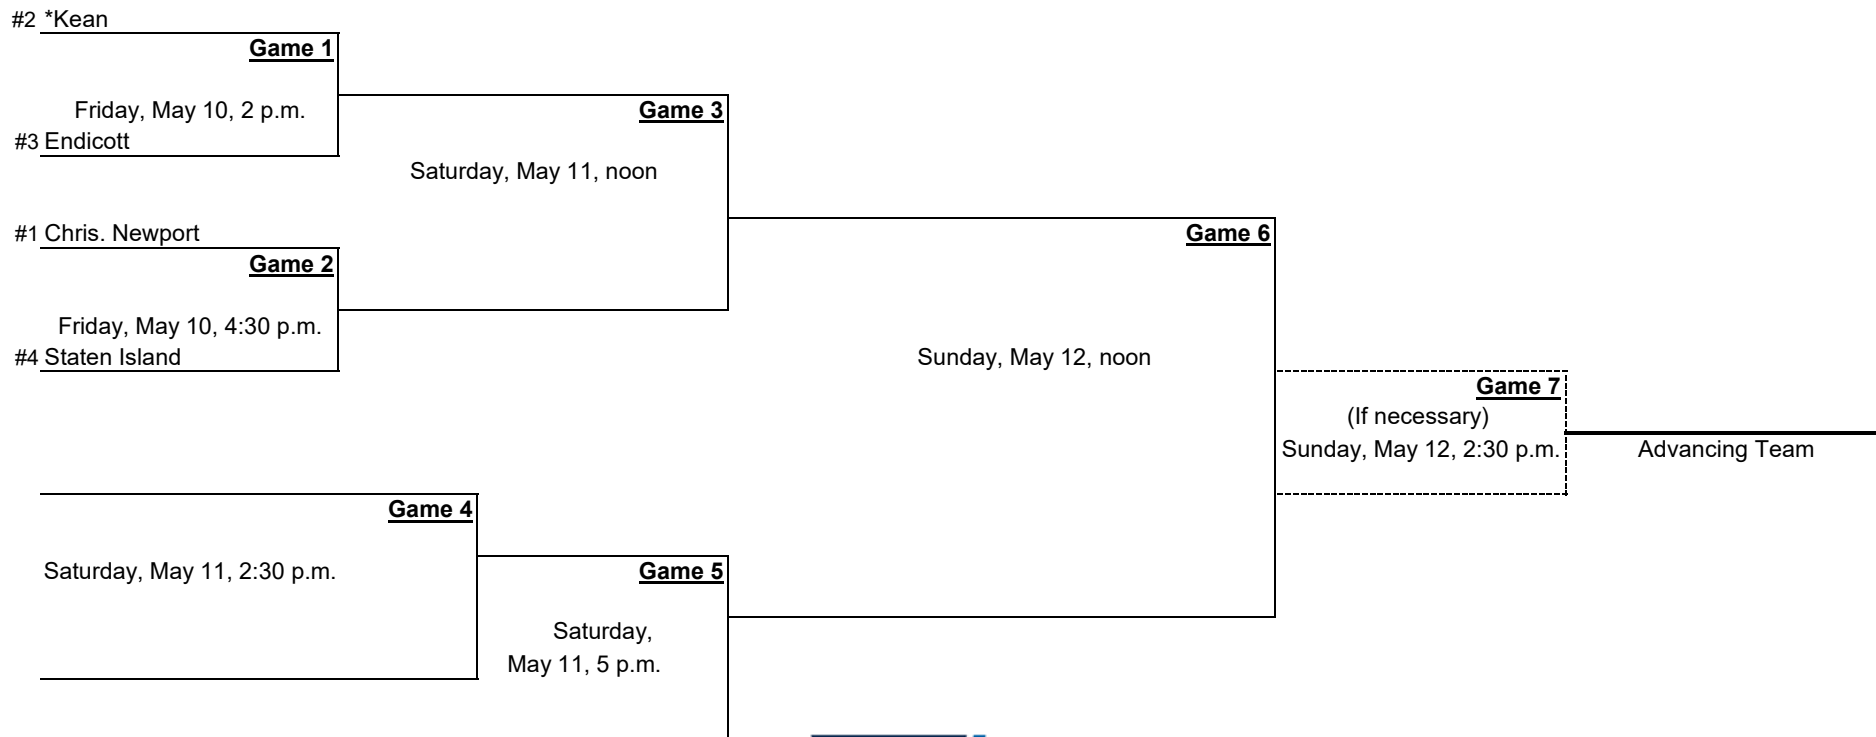 #2 *Kean
Game 1
Friday, May 10, 2 p.m.
#3 Endicott
Game 3
Saturday, May 11, noon
#1 Chris. Newport
Game 2
Friday, May 10, 4:30 p.m.
#4 Staten Island
Game 6
Sunday, May 12, noon
Game 7
(If necessary)
Sunday, May 12, 2:30 p.m.
Advancing Team
Game 4
Saturday, May 11, 2:30 p.m.
Game 5
Saturday,
May 11, 5 p.m.